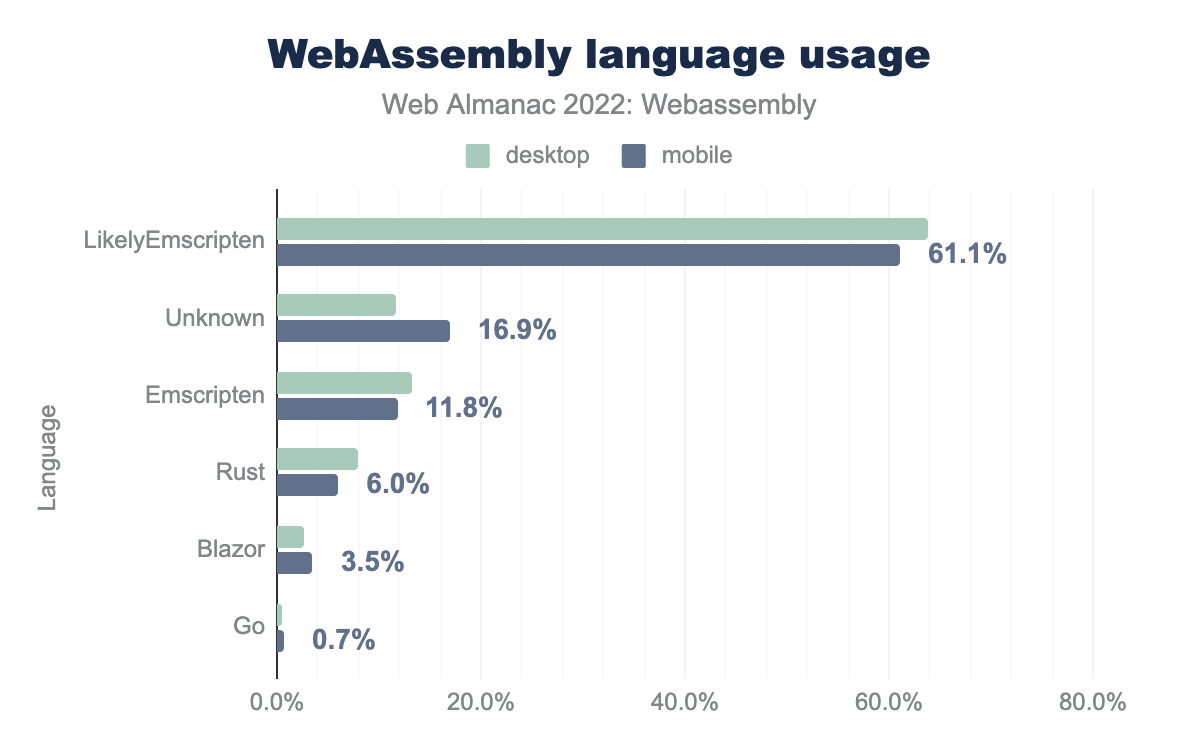 WebAssembly language usage
Web Almanac 2022: Webassembly
desktop mobile
LikelyEmscripten 61.1%
Unknown 16.9%
Emscripten 11.8%
Language
Rust 6.0%
Blazor 3.5%
Go 0.7%
0.0% 20.0% 40.0% 60.0% 80.0%